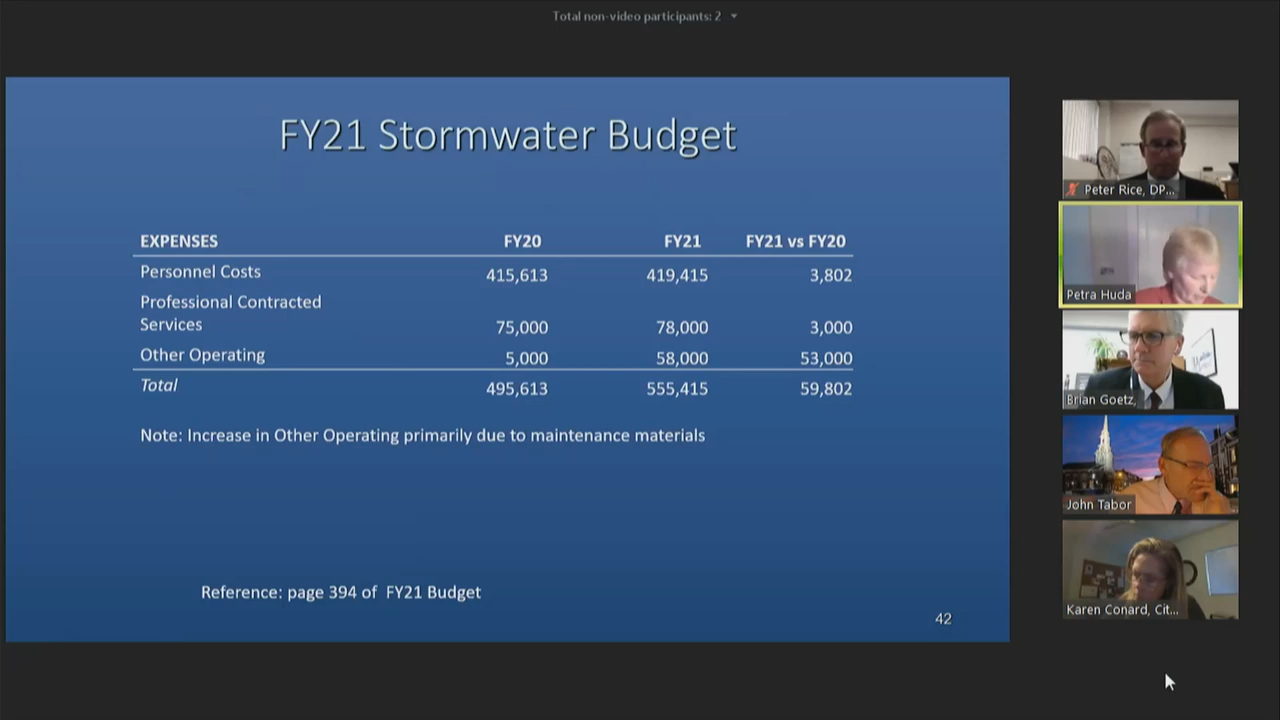 Total non-video participants: 2
FY21 Stormwater Budget
EXPENSES FY20 FY21 FY21 vs FY20
Personnel Costs 415,613 419,415 3,802
Professional Contracted
Services 75,000 78,000 3,000
Other Operating 5,000 58,000 53,000
Total 495,613 555,415 59,802
Note: Increase in Other Operating primarily due to maintenance materials
Reference: page 394 of FY21 Budget
42
Peter Rice, DP...
Petra Huda
Brian Goetz,
John Tabor
Karen Conard, Cit...